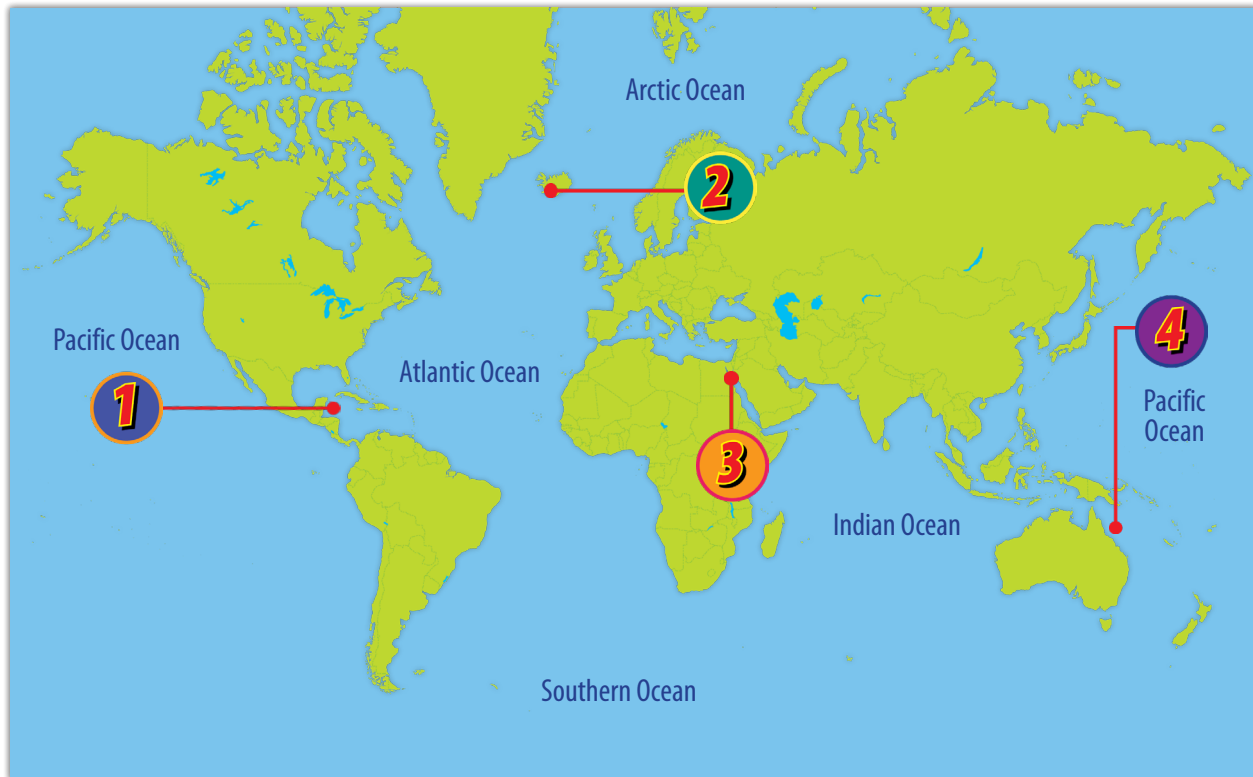 Arctic Ocean
2
4
Pacific Ocean
Atlantic Ocean
1
Pacific
Ocean
3
Indian Ocean
Southern Ocean